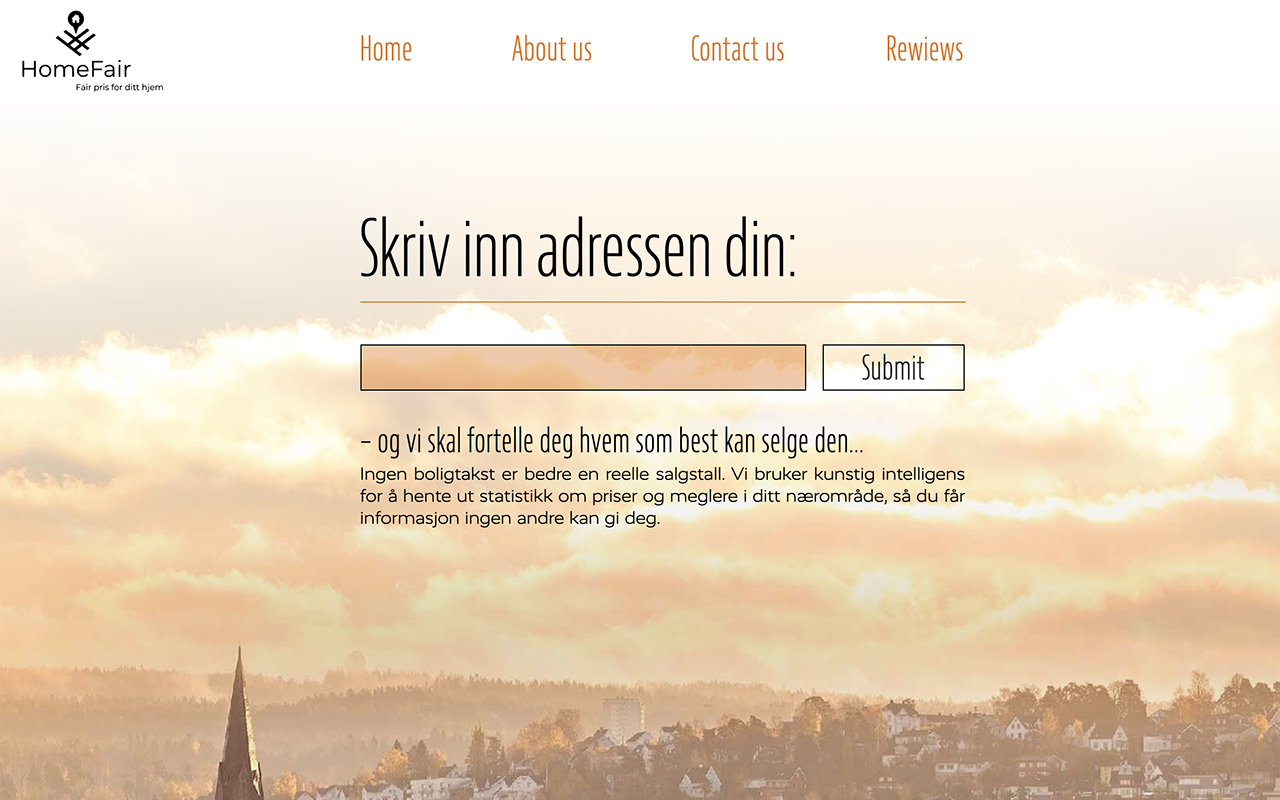 HomeFair
Fair pris for ditt hjem
Home
About us
Contact us
Rewiews
Skriv inn adressen din:
Submit
– og vi skal fortelle deg hvem som best kan selge den...
Ingen boligtakst er bedre en reelle salgstall. Vi bruker kunstig intelligens
for å hente ut statistikk om priser og meglere i ditt nærområde, så du får
informasjon ingen andre kan gi deg.